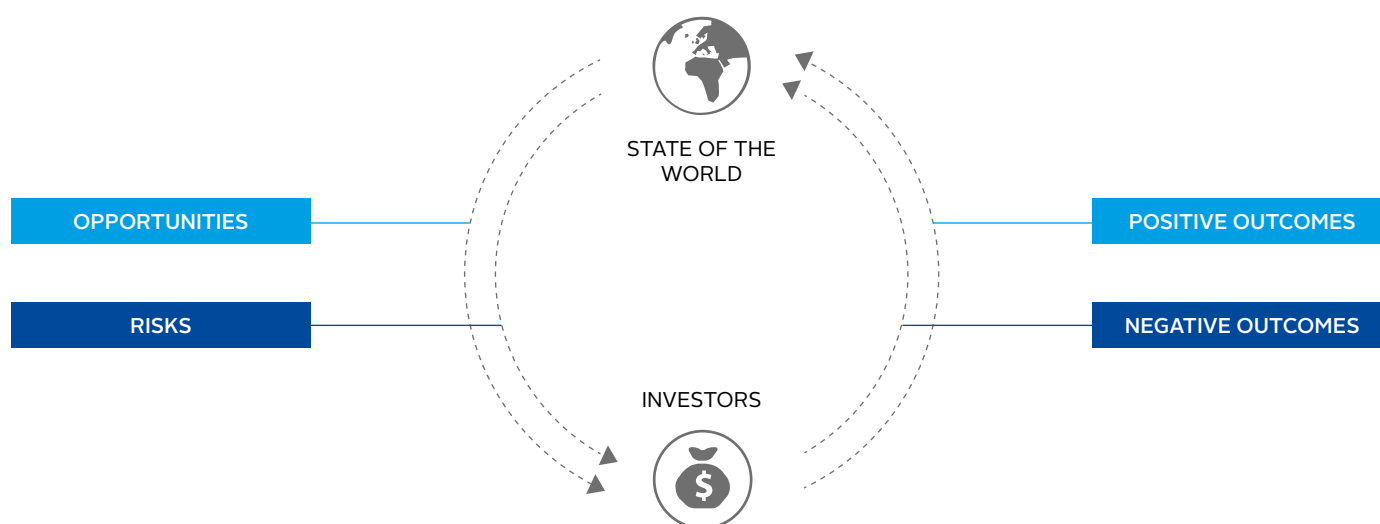 STATE OF THE
WORLD
OPPORTUNITIES
POSITIVE OUTCOMES
RISKS
NEGATIVE OUTCOMES
INVESTORS
$